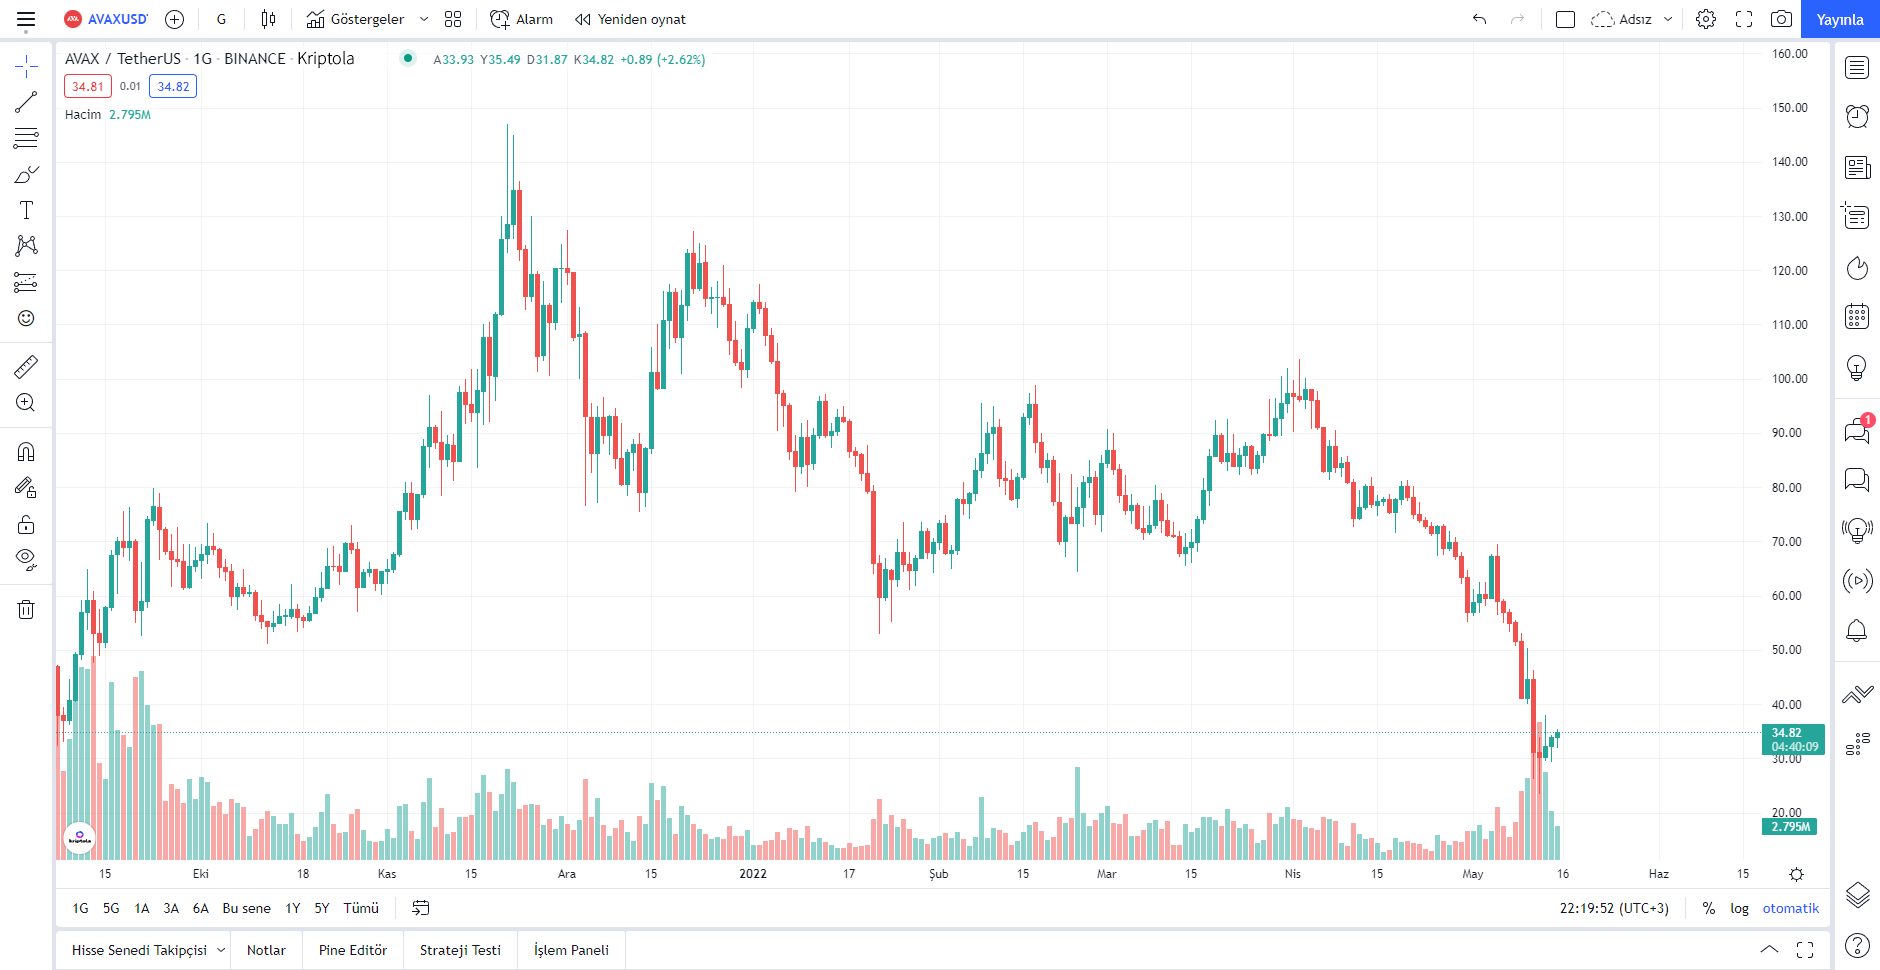 AVAXUSD G Göstergeler Alarm Yeniden oynat Adsız Yayınla
AVAX / TetherUS · 1G · BINANCE · Kriptola A33.93 Y35.49 D31.87 K34.82 +0.89 (+2.62%)
34.81 0.01 34.82
Hacim 2.795M
160.00
150.00
140.00
130.00
120.00
110.00
100.00
90.00
80.00
70.00
60.00
50.00
40.00
34.82
04:40:09
30.00
20.00
2.795M
1
kriptola
15 Eki 18 Kas 15 Ara 15 2022 17 Şub 15 Mar 15 Nis 15 May 16 Haz 15
1G 5G 1A 3A 6A Bu sene 1Y 5Y Tümü 22:19:52 (UTC+3) % log otomatik
Hisse Senedi Takipçisi Notlar Pine Editör Strateji Testi İşlem Paneli